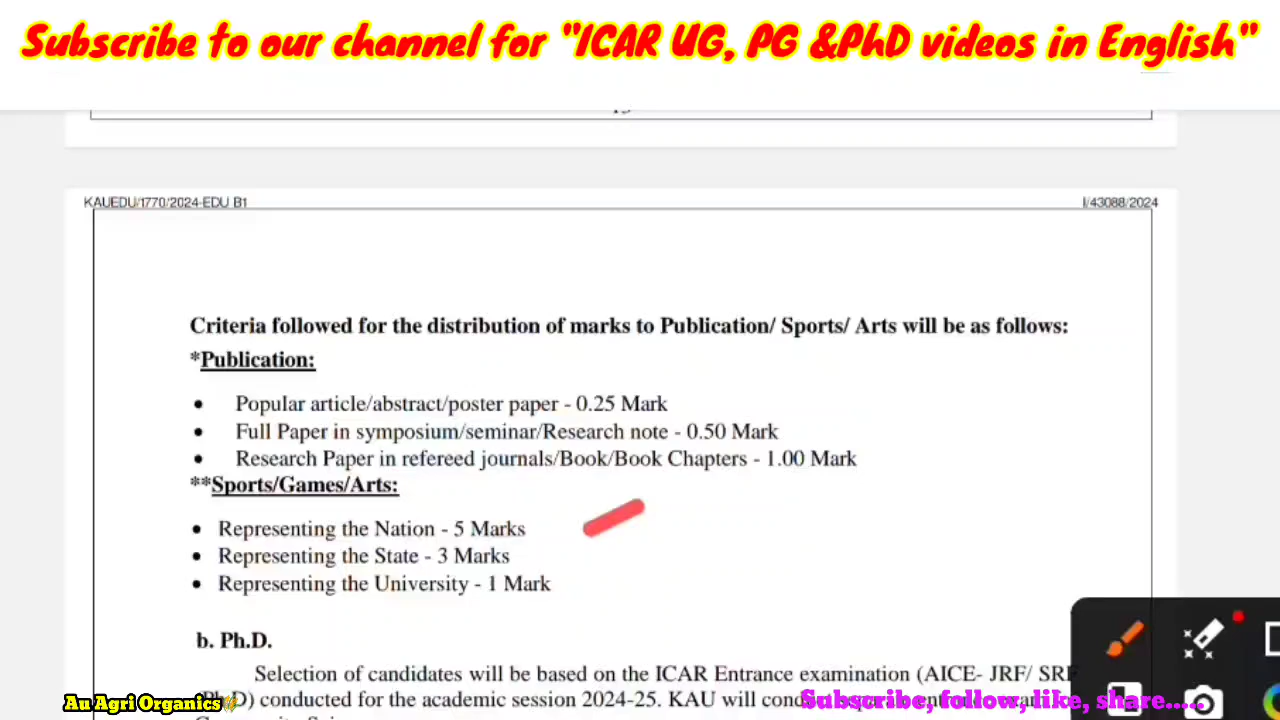 Subscribe to our channel for "ICAR UG, PG &PhD videos in English"
KAUEDU/1770/2024-EDU B1
I/43088/2024
Criteria followed for the distribution of marks to Publication/ Sports/ Arts will be as follows:
*Publication:
• Popular article/abstract/poster paper - 0.25 Mark
• Full Paper in symposium/seminar/Research note - 0.50 Mark
• Research Paper in refereed journals/Book/Book Chapters - 1.00 Mark
**Sports/Games/Arts:
• Representing the Nation - 5 Marks
• Representing the State - 3 Marks
• Representing the University - 1 Mark
b. Ph.D.
Selection of candidates will be based on the ICAR Entrance examination (AICE- JRF/ SRF
Au Agri Organics
conducted for the academic session 2024-25. KAU will
Subscribe, follow, like, share.....